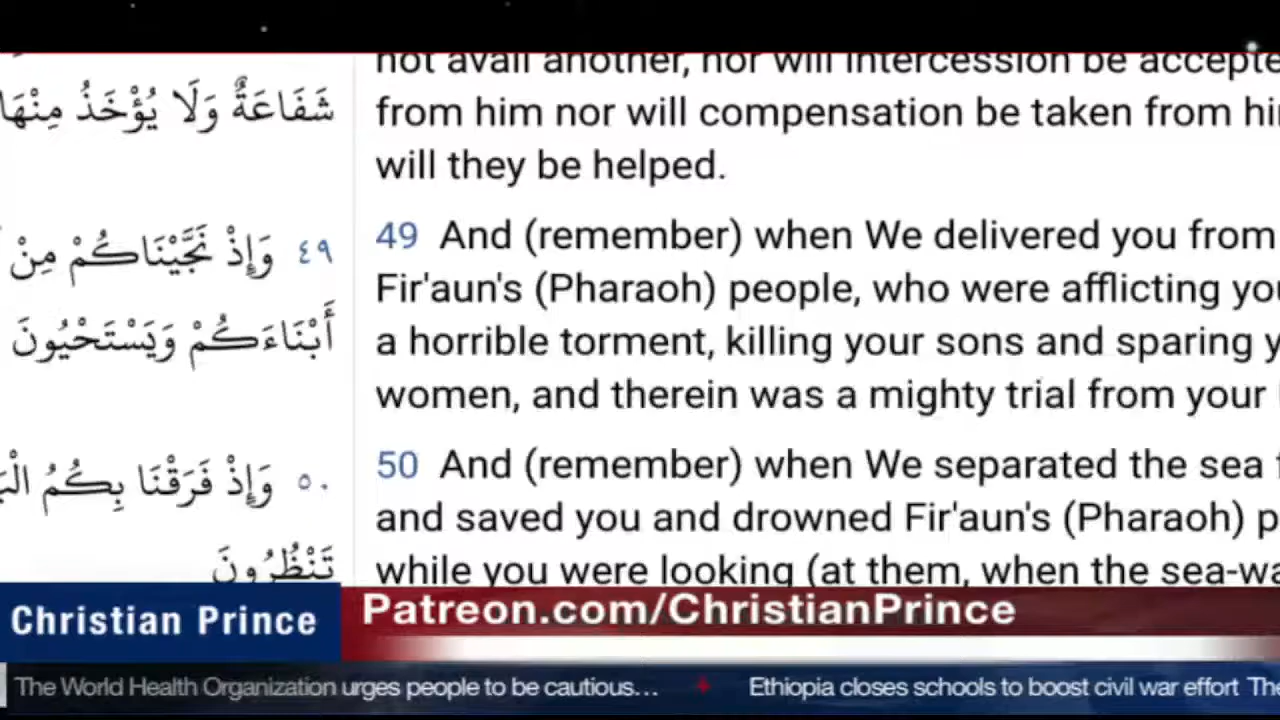 not avail another, nor will intercession be accepte
from him nor will compensation be taken from hi
will they be helped.
شَفَاعَةٌ وَلَا يُؤْخَذُ مِنْهَا
49 And (remember) when We delivered you from
Fir'aun's (Pharaoh) people, who were afflicting yo
a horrible torment, killing your sons and sparing y
women, and therein was a mighty trial from your
٤٩ وَإِذْ نَجَّيْنَاكُمْ مِنْ
أَبْنَاءَكُمْ وَيَسْتَحْيُونَ
50 And (remember) when We separated the sea f
and saved you and drowned Fir'aun's (Pharaoh) p
while you were looking (at them, when the sea-wa
٥٠ وَإِذْ فَرَقْنَا بِكُمُ الْبَ
تَنْظُرُونَ
Christian Prince
Patreon.com/ChristianPrince
The World Health Organization urges people to be cautious... Ethiopia closes schools to boost civil war effort The